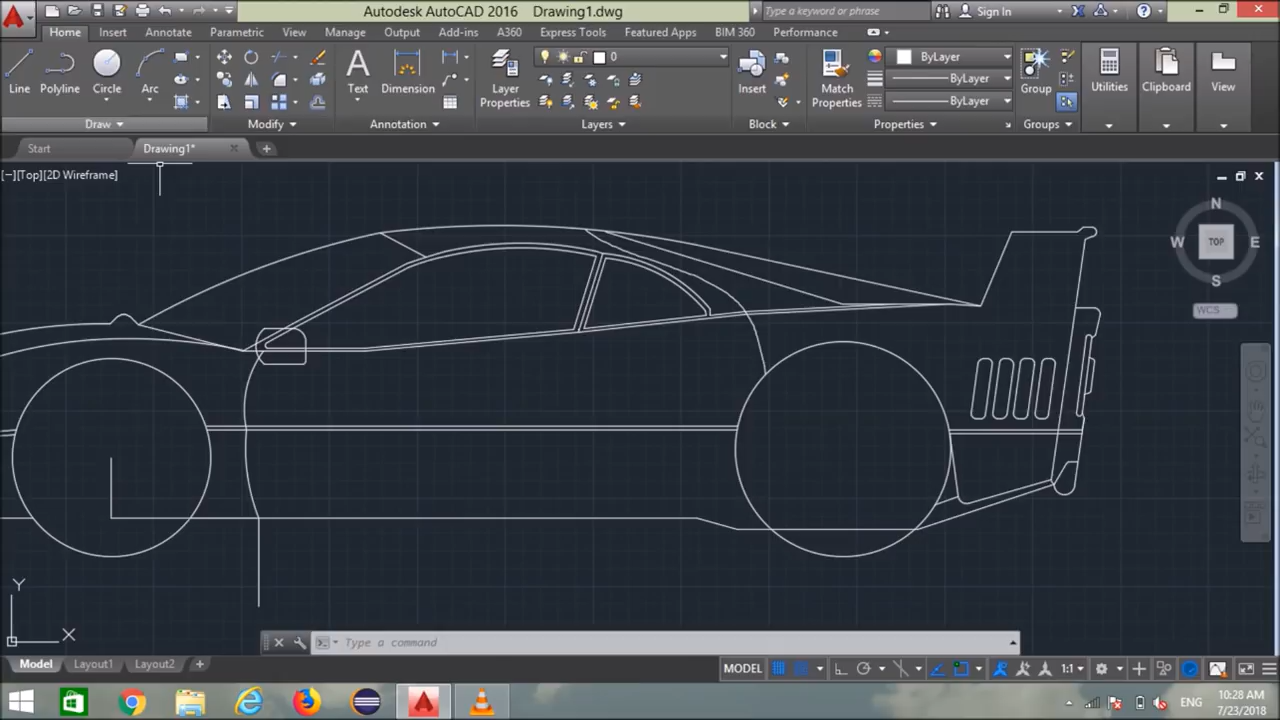 Autodesk AutoCAD 2016 Drawing1.dwg
Type a keyword or phrase
Sign In
Home Insert Annotate Parametric View Manage Output Add-ins A360 Express Tools Featured Apps BIM 360 Performance
0
ByLayer
ByLayer
ByLayer
Line Polyline Circle Arc
Text Dimension
Layer Properties
Insert
Match Properties
Group
Utilities
Clipboard
View
Draw Modify Annotation Layers Block Properties Groups
Start Drawing1*
[−][Top][2D Wireframe]
N
W TOP E
S
WCS
Y
X
Type a command
Model Layout1 Layout2
MODEL
1:1
ENG
10:28 AM
7/23/2018